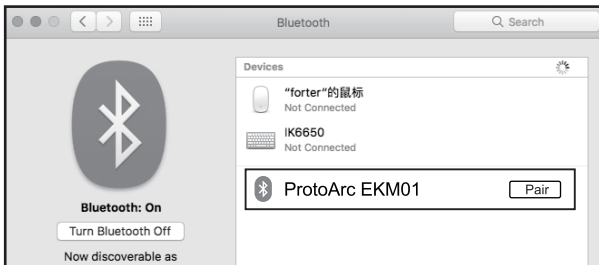 Bluetooth
Search
Devices
“forter”的鼠标
Not Connected
IK6650
Not Connected
ProtoArc EKM01
Pair
Bluetooth: On
Turn Bluetooth Off
Now discoverable as